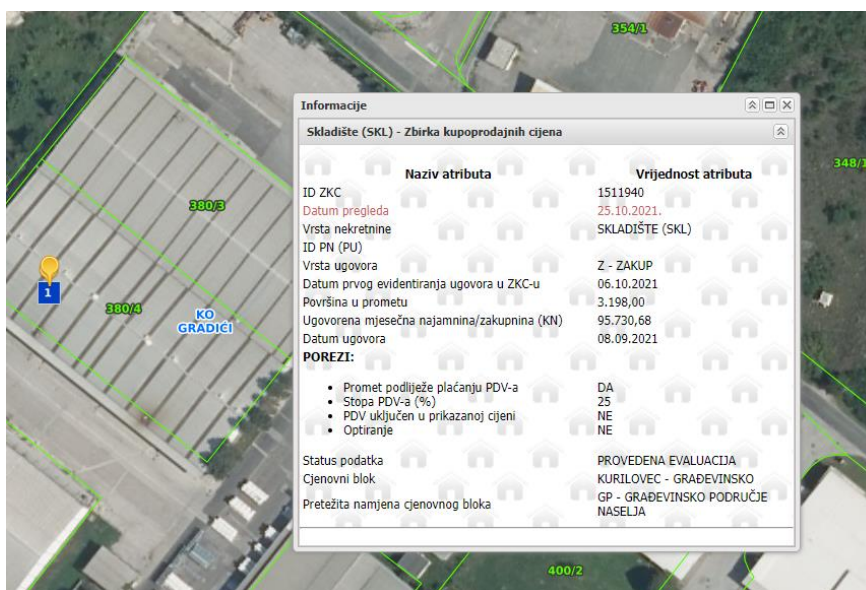 354/1
Informacije
Skladište (SKL) - Zbirka kupoprodajnih cijena
348/1
Naziv atributa Vrijednost atributa
ID ZKC 1511940
Datum pregleda 25.10.2021.
Vrsta nekretnine SKLADIŠTE (SKL)
ID PN (PU)
Vrsta ugovora Z - ZAKUP
Datum prvog evidentiranja ugovora u ZKC-u 06.10.2021
Površina u prometu 3.198,00
Ugovorena mjesečna najamnina/zakupnina (KN) 95.730,68
Datum ugovora 08.09.2021
POREZI:
• Promet podliježe plaćanju PDV-a DA
• Stopa PDV-a (%) 25
• PDV uključen u prikazanoj cijeni NE
• Optiranje NE
Status podatka PROVEDENA EVALUACIJA
Cjenovni blok KURILOVEC - GRAĐEVINSKO
Pretežita namjena cjenovnog bloka GP - GRAĐEVINSKO PODRUČJE
NASELJA
380/3
1
380/4
KO
GRADIĆI
400/2